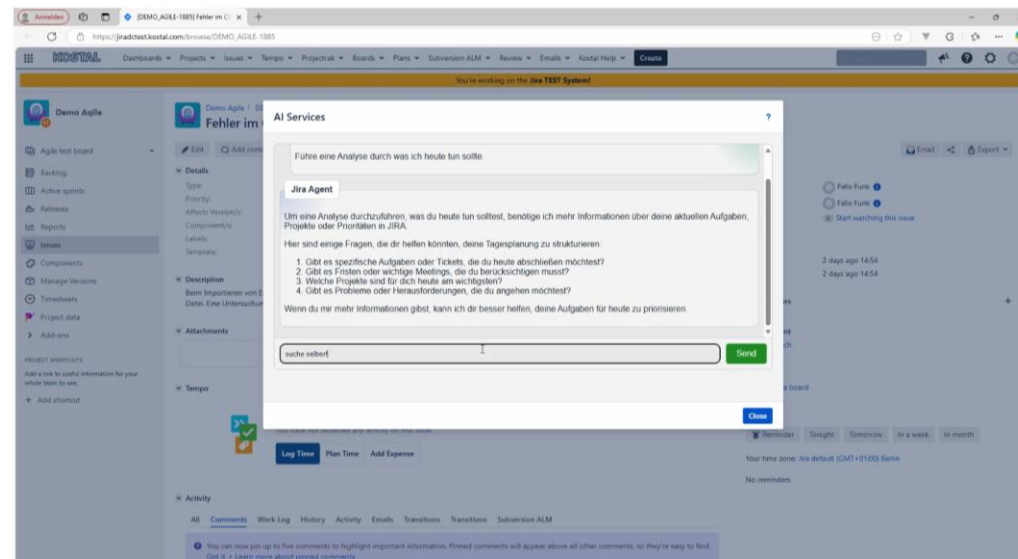 Anmelden
[DEMO_AGILE-1885] Fehler im CS
https://jiradctest.kostal.com/browse/DEMO_AGILE-1885
KOSTAL Dashboards Projects Issues Tempo Projectrak Boards Plans Subversion ALM Review Emails Kostal Help Create
You're working on the Jira TEST System!
Demo Agile
Agile test board
Backlog
Active sprints
Releases
Reports
Issues
Components
Manage Versions
Timesheets
Project data
Add-ons
PROJECT SHORTCUTS
Add a link to useful information for your
whole team to see.
+ Add shortcut
Demo Agile /
Fehler im
Edit
Details
Type:
Priority:
Affects Version/s:
Component/s:
Labels:
Template:
Description
Beim Importieren von
Datei. Eine Untersuchun
Attachments
Tempo
AI Services ?
Führe eine Analyse durch was ich heute tun sollte.
Jira Agent
Um eine Analyse durchzuführen, was du heute tun solltest, benötige ich mehr Informationen über deine aktuellen Aufgaben,
Projekte oder Prioritäten in JIRA.
Hier sind einige Fragen, die dir helfen könnten, deine Tagesplanung zu strukturieren:
1. Gibt es spezifische Aufgaben oder Tickets, die du heute abschließen möchtest?
2. Gibt es Fristen oder wichtige Meetings, die du berücksichtigen musst?
3. Welche Projekte sind für dich heute am wichtigsten?
4. Gibt es Probleme oder Herausforderungen, die du angehen möchtest?
Wenn du mir mehr Informationen gibst, kann ich dir besser helfen, deine Aufgaben für heute zu priorisieren.
suche selber
Send
Close
Log Time Plan Time Add Expense
Activity
All Comments Work Log History Activity Emails Transitions Transitions Subversion ALM
You can now pin up to five comments to highlight important information. Pinned comments will appear above all other comments, so they're easy to find.
Got it • Learn more about pinned comments
Email Export
Felix Funk
Felix Funk
Start watching this issue
2 days ago 14:54
2 days ago 14:54
a board
Reminder Tonight Tomorrow In a week In month
Your time zone: Jira default (GMT+01:00) Berlin
No reminders.